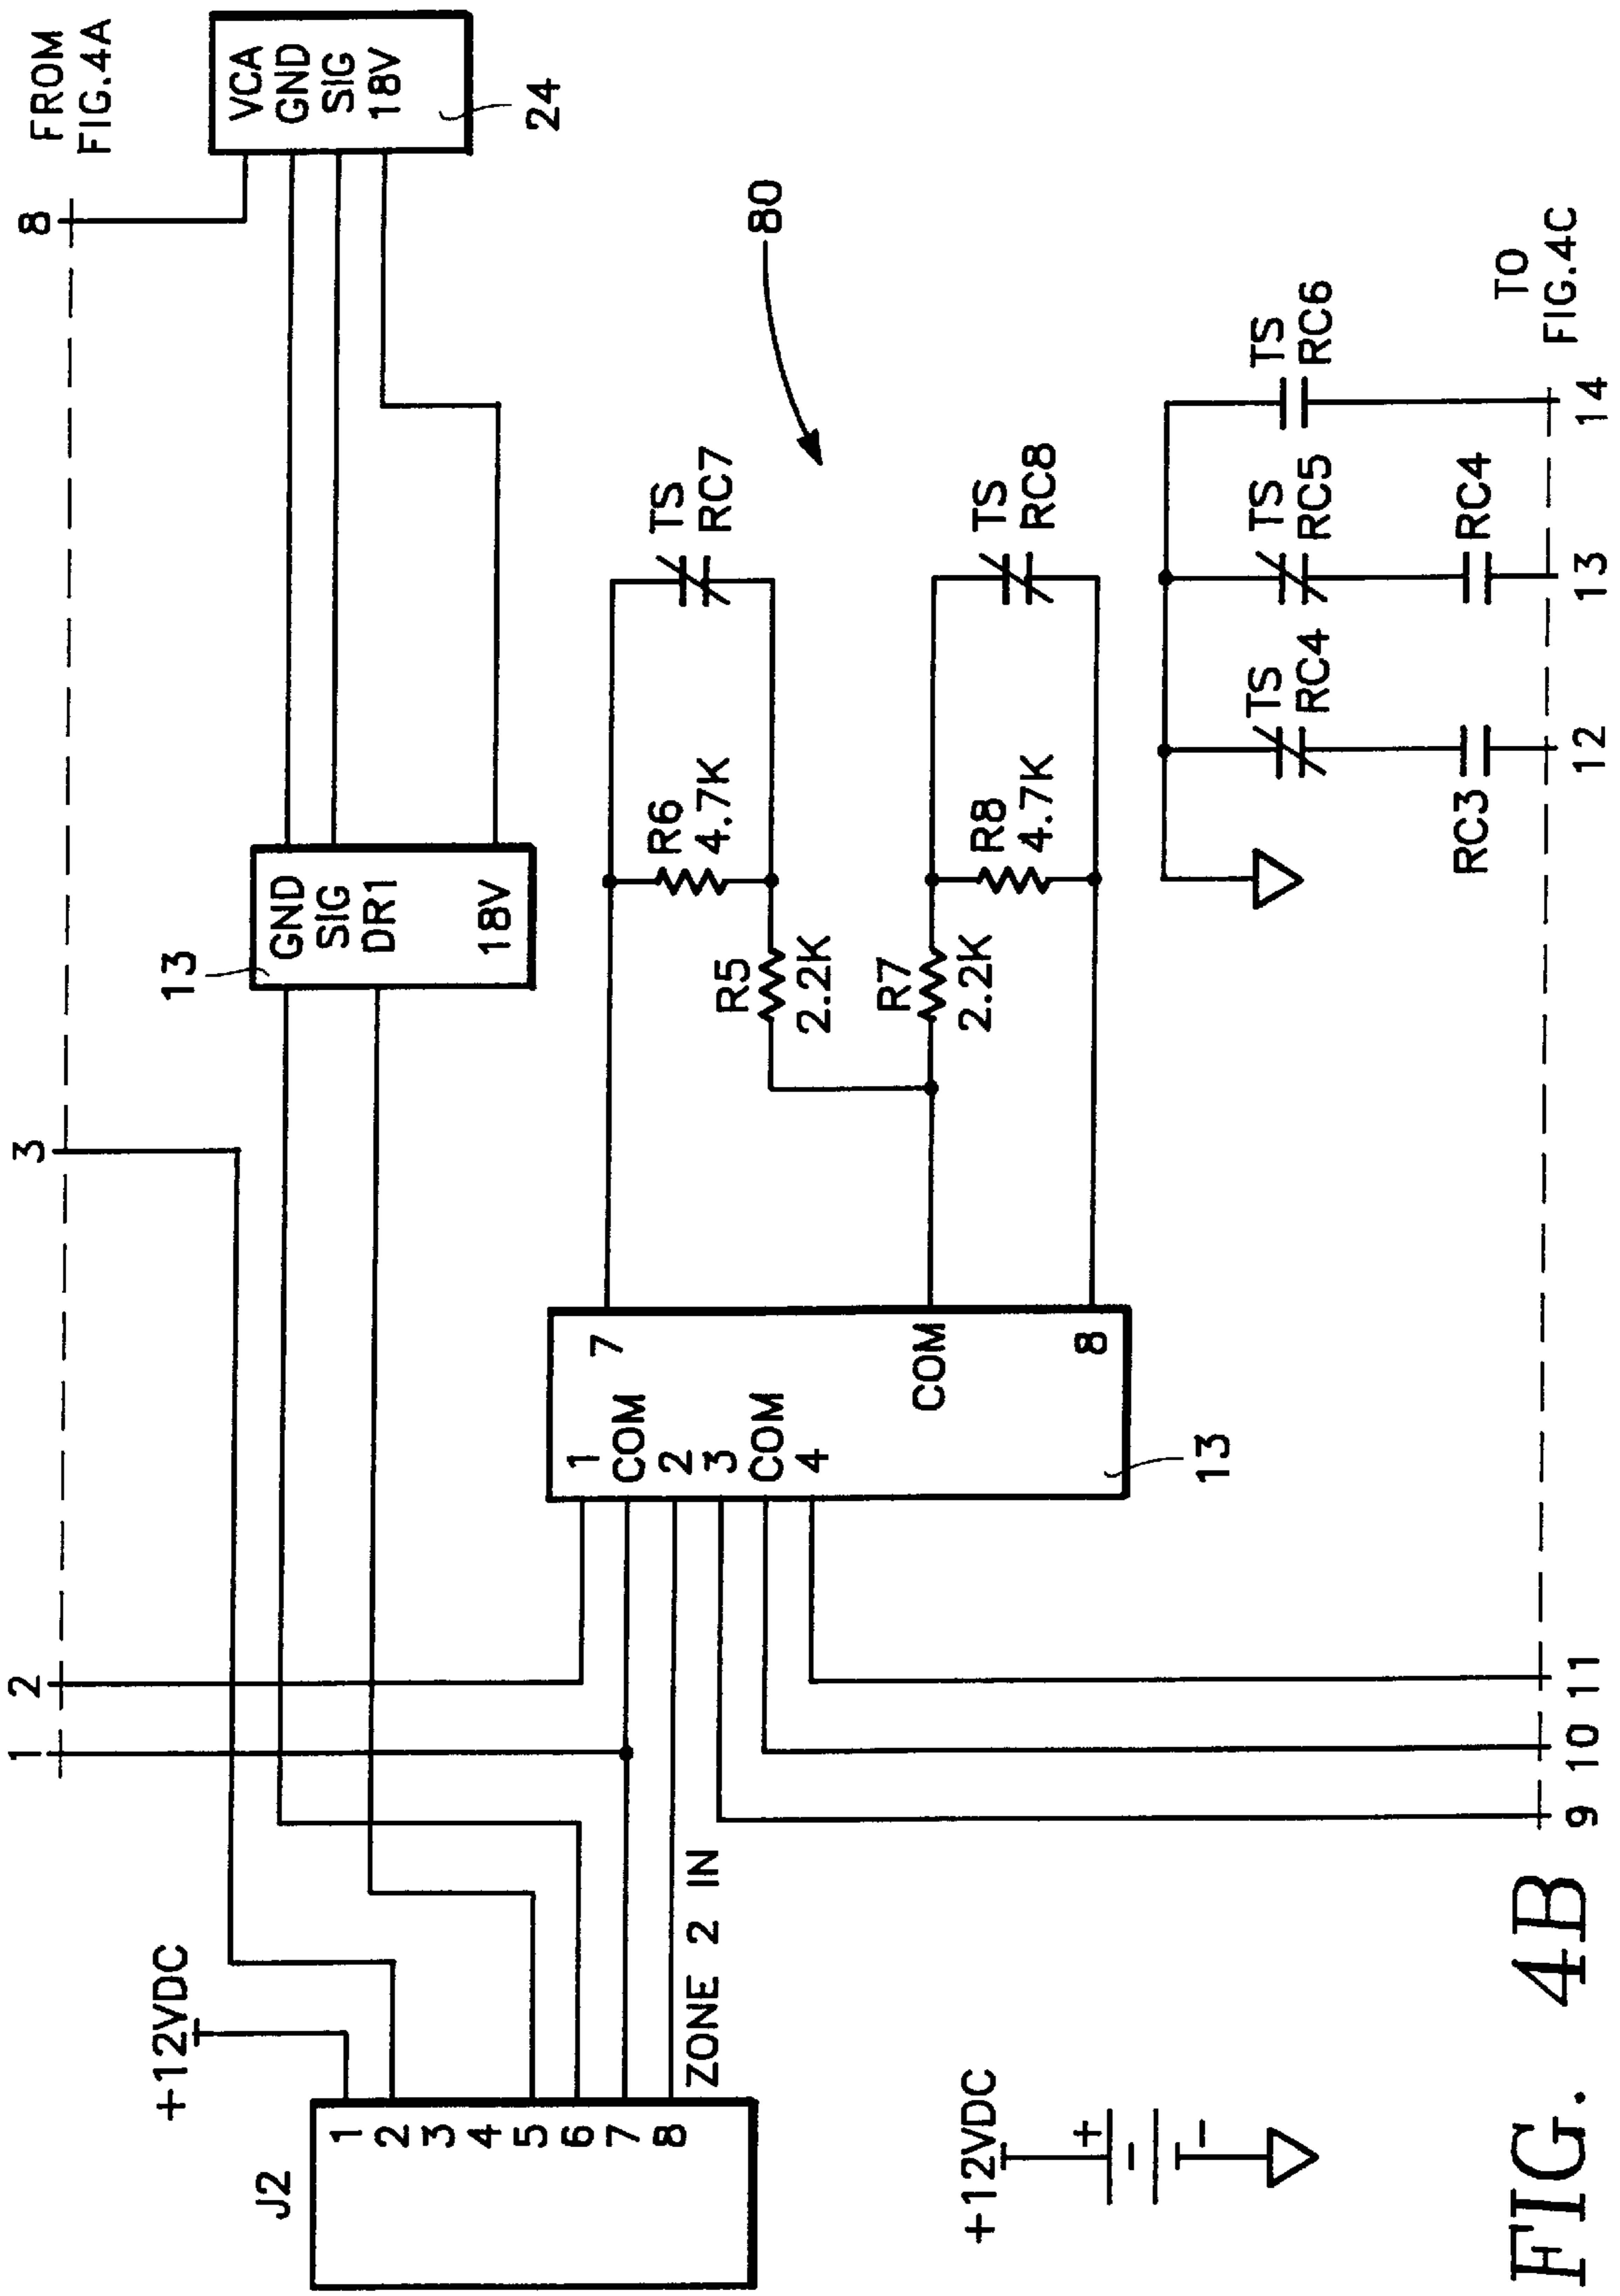 FROM
FIG.4A
1
2
3
8
+12VDC
J2
1
2
3
4
5
6
7
8
ZONE 2 IN
13
GND
SIG
DR1
18V
VCA
GND
SIG
18V
24
1
COM
2
3
COM
4
7
COM
8
13
R6
4.7K
R5
2.2K
R7
2.2K
R8
4.7K
TS
RC7
TS
RC8
80
TS
RC4
RC3
TS
RC5
RC4
TS
RC6
+12VDC
+
-
-
9
10
11
12
13
14
TO
FIG.4C
FIG. 4B